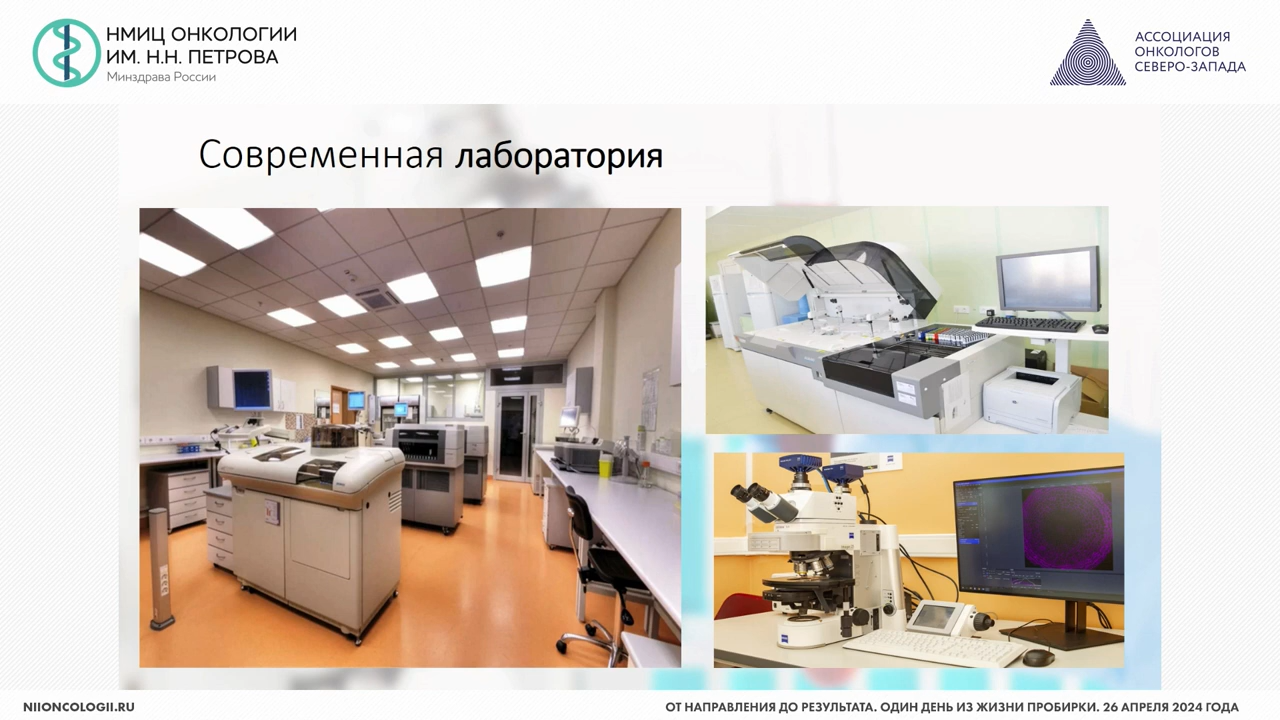 НМИЦ ОНКОЛОГИИ
ИМ. Н.Н. ПЕТРОВА
Минздрава России
АССОЦИАЦИЯ
ОНКОЛОГОВ
СЕВЕРО-ЗАПАДА
Современная лаборатория
NIIONCOLOGII.RU
ОТ НАПРАВЛЕНИЯ ДО РЕЗУЛЬТАТА. ОДИН ДЕНЬ ИЗ ЖИЗНИ ПРОБИРКИ. 26 АПРЕЛЯ 2024 ГОДА